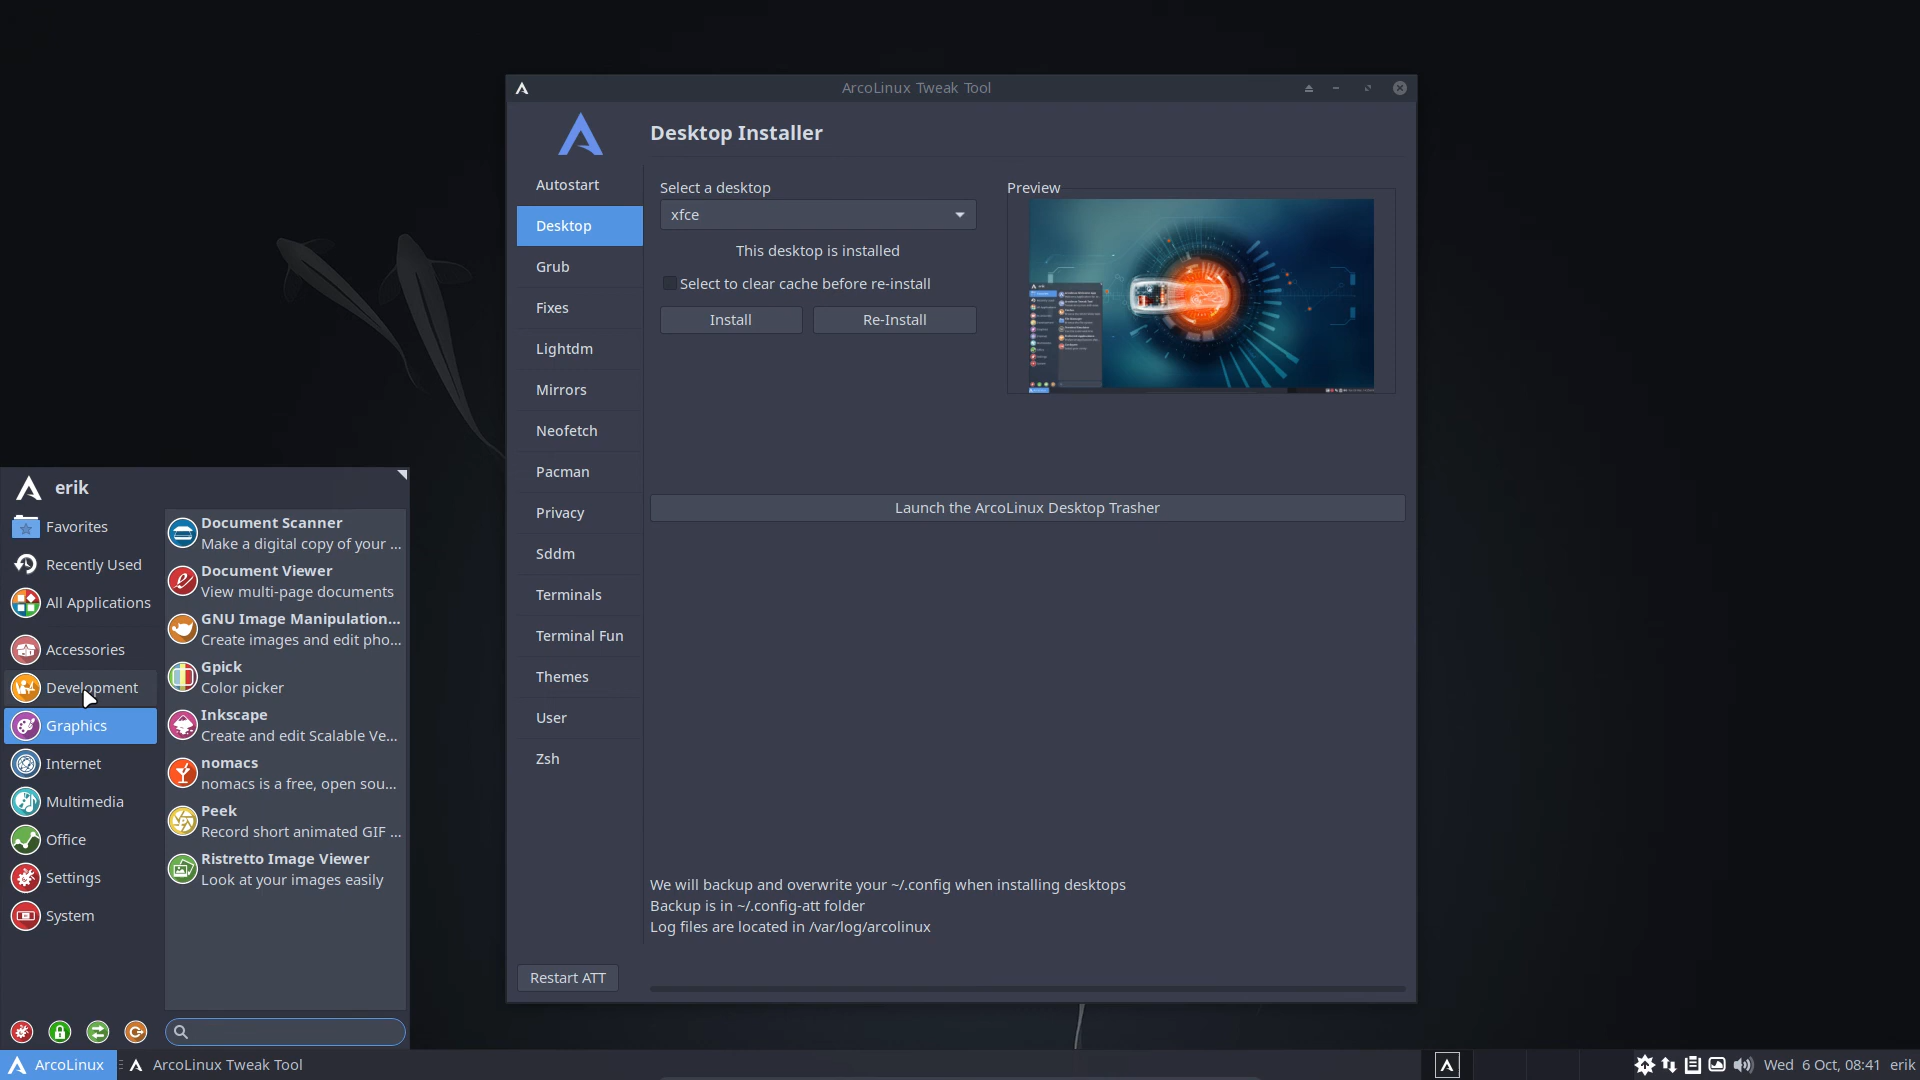 ArcoLinux Tweak Tool
Desktop Installer
Autostart
Desktop
Grub
Fixes
Lightdm
Mirrors
Neofetch
Pacman
Privacy
Sddm
Terminals
Terminal Fun
Themes
User
Zsh
Restart ATT
Select a desktop
xfce
This desktop is installed
Select to clear cache before re-install
Install
Re-Install
Preview
Launch the ArcoLinux Desktop Trasher
We will backup and overwrite your ~/.config when installing desktops
Backup is in ~/.config-att folder
Log files are located in /var/log/arcolinux
erik
Favorites
Recently Used
All Applications
Accessories
Development
Graphics
Internet
Multimedia
Office
Settings
System
Document Scanner
Make a digital copy of your ...
Document Viewer
View multi-page documents
GNU Image Manipulation...
Create images and edit pho...
Gpick
Color picker
Inkscape
Create and edit Scalable Ve...
nomacs
nomacs is a free, open sou...
Peek
Record short animated GIF ...
Ristretto Image Viewer
Look at your images easily
ArcoLinux
ArcoLinux Tweak Tool
Wed 6 Oct, 08:41 erik